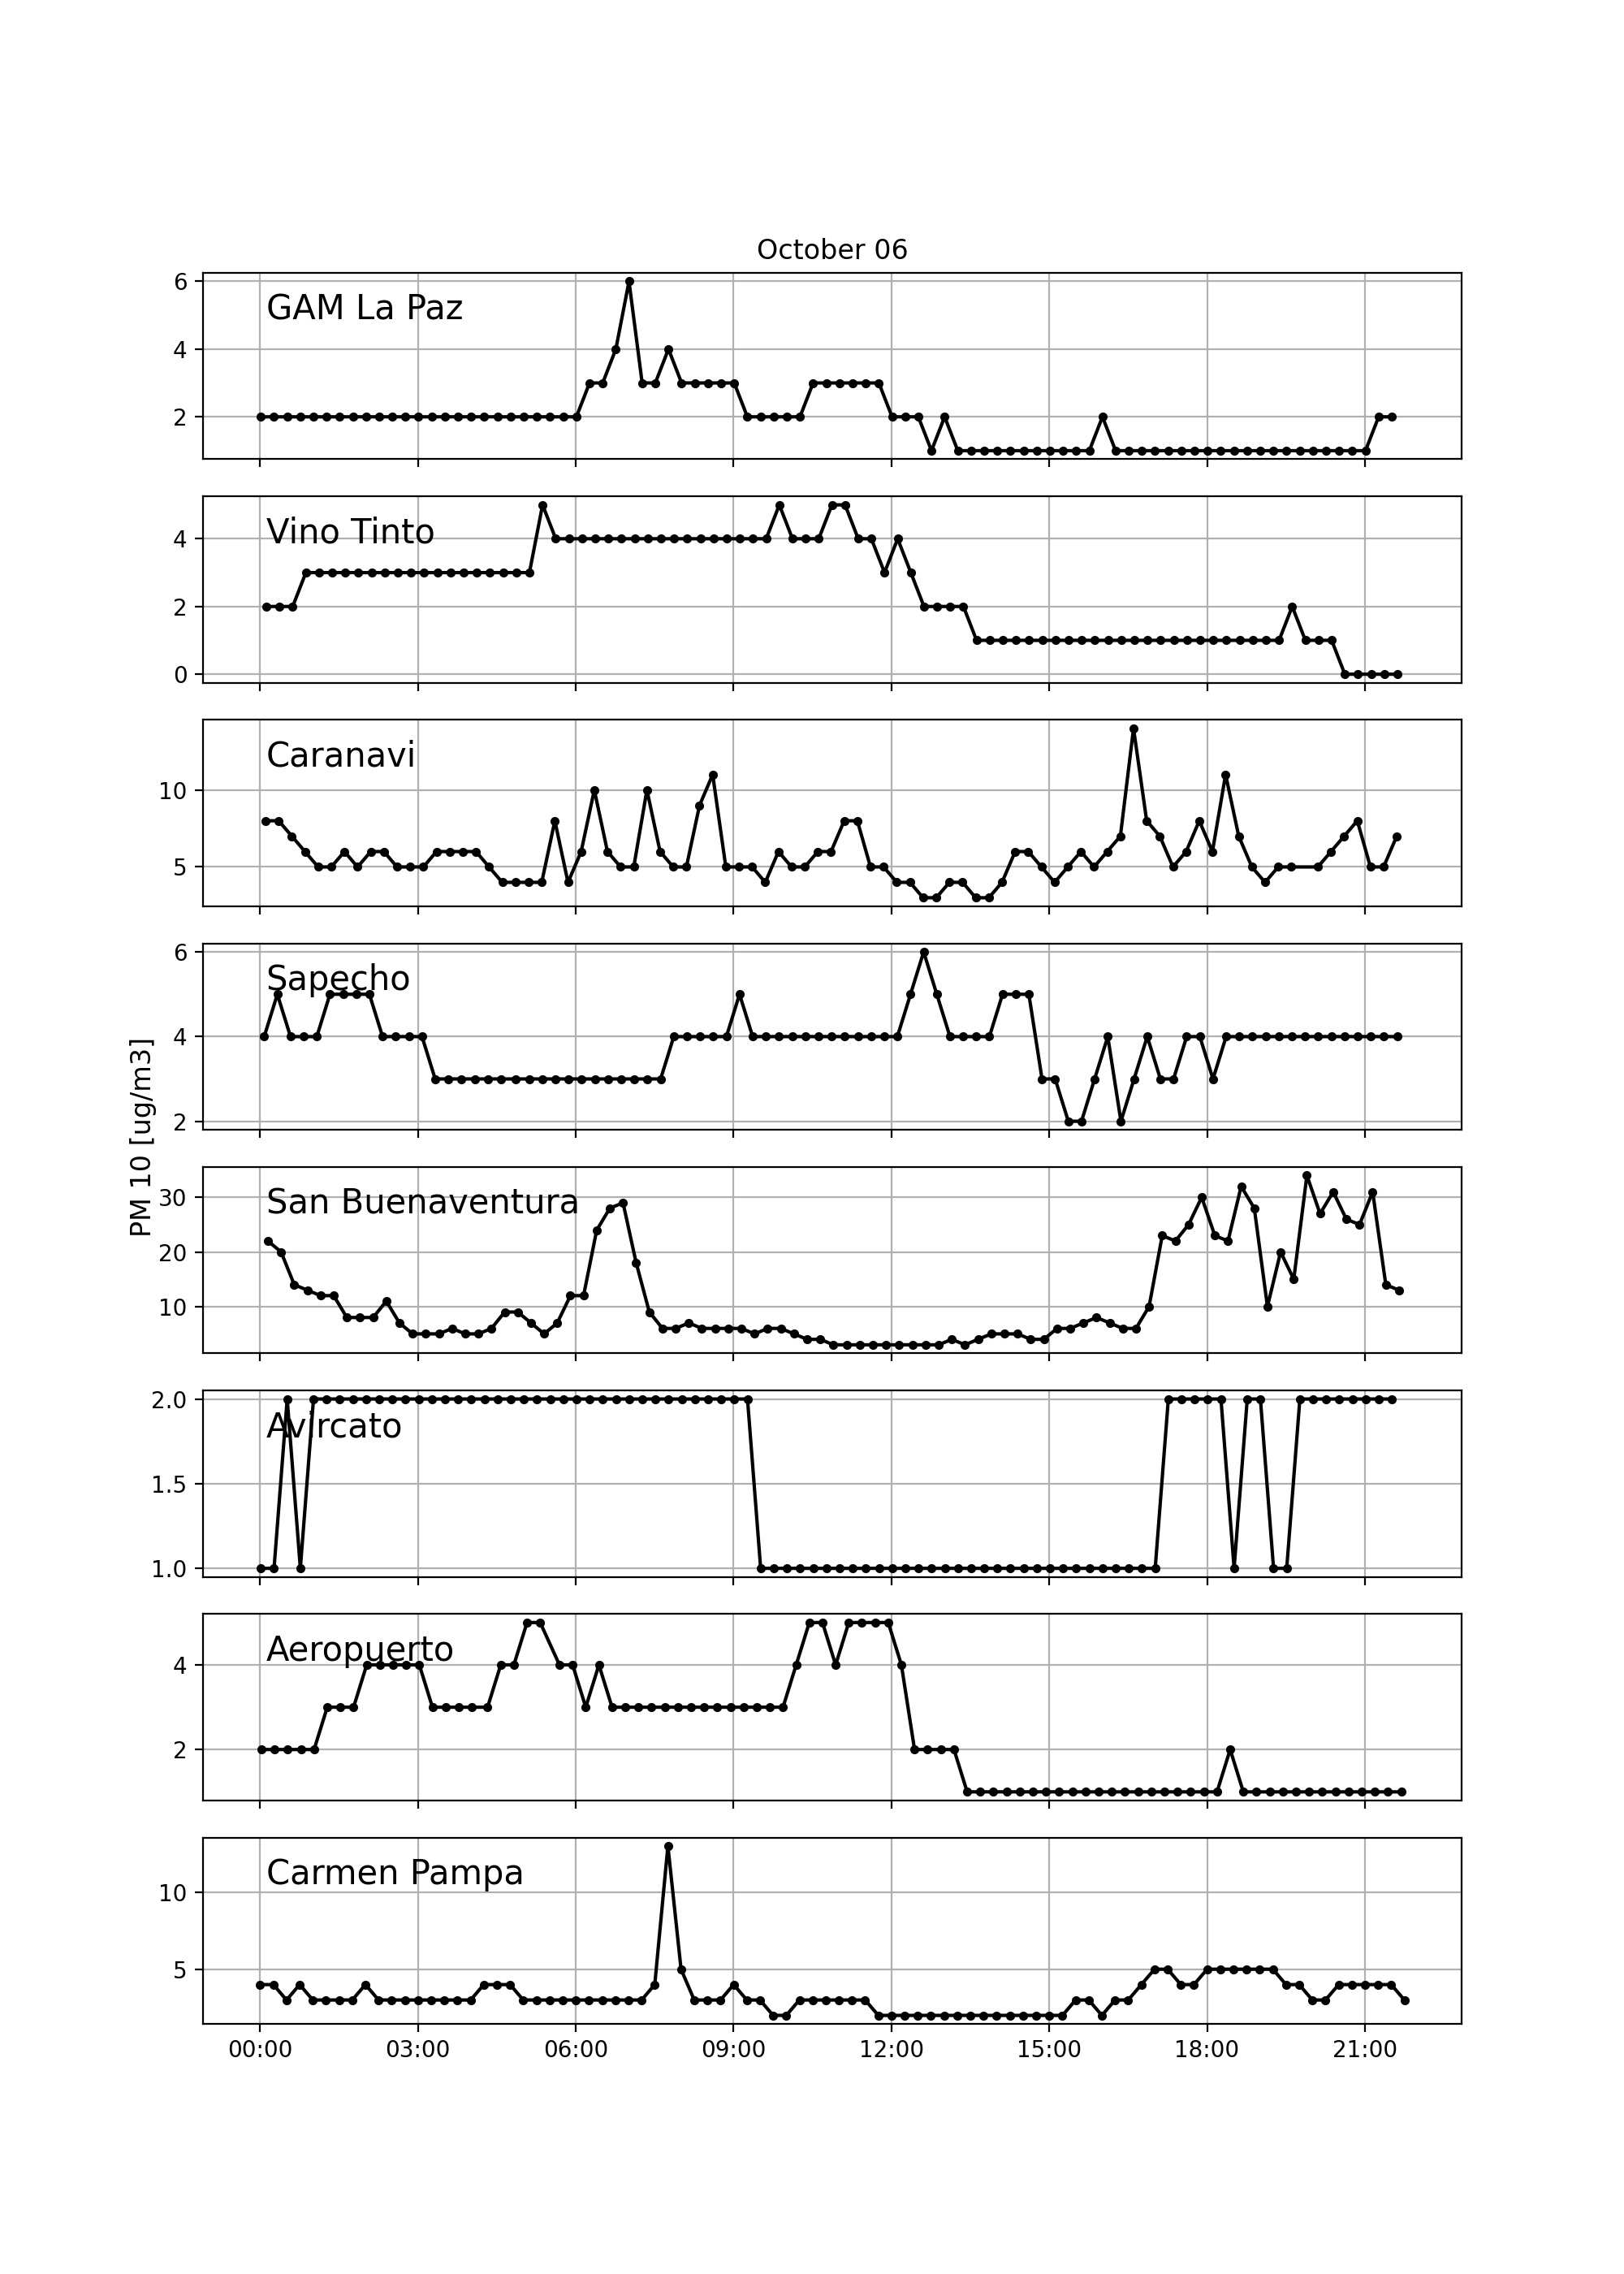 October 06
PM 10 [ug/m3]
6
GAM La Paz
4
2
Vino Tinto
4
2
0
Caranavi
10
5
6
Sapecho
4
2
30
San Buenaventura
20
10
2.0
Avircato
1.5
1.0
Aeropuerto
4
2
Carmen Pampa
10
5
00:00 03:00 06:00 09:00 12:00 15:00 18:00 21:00